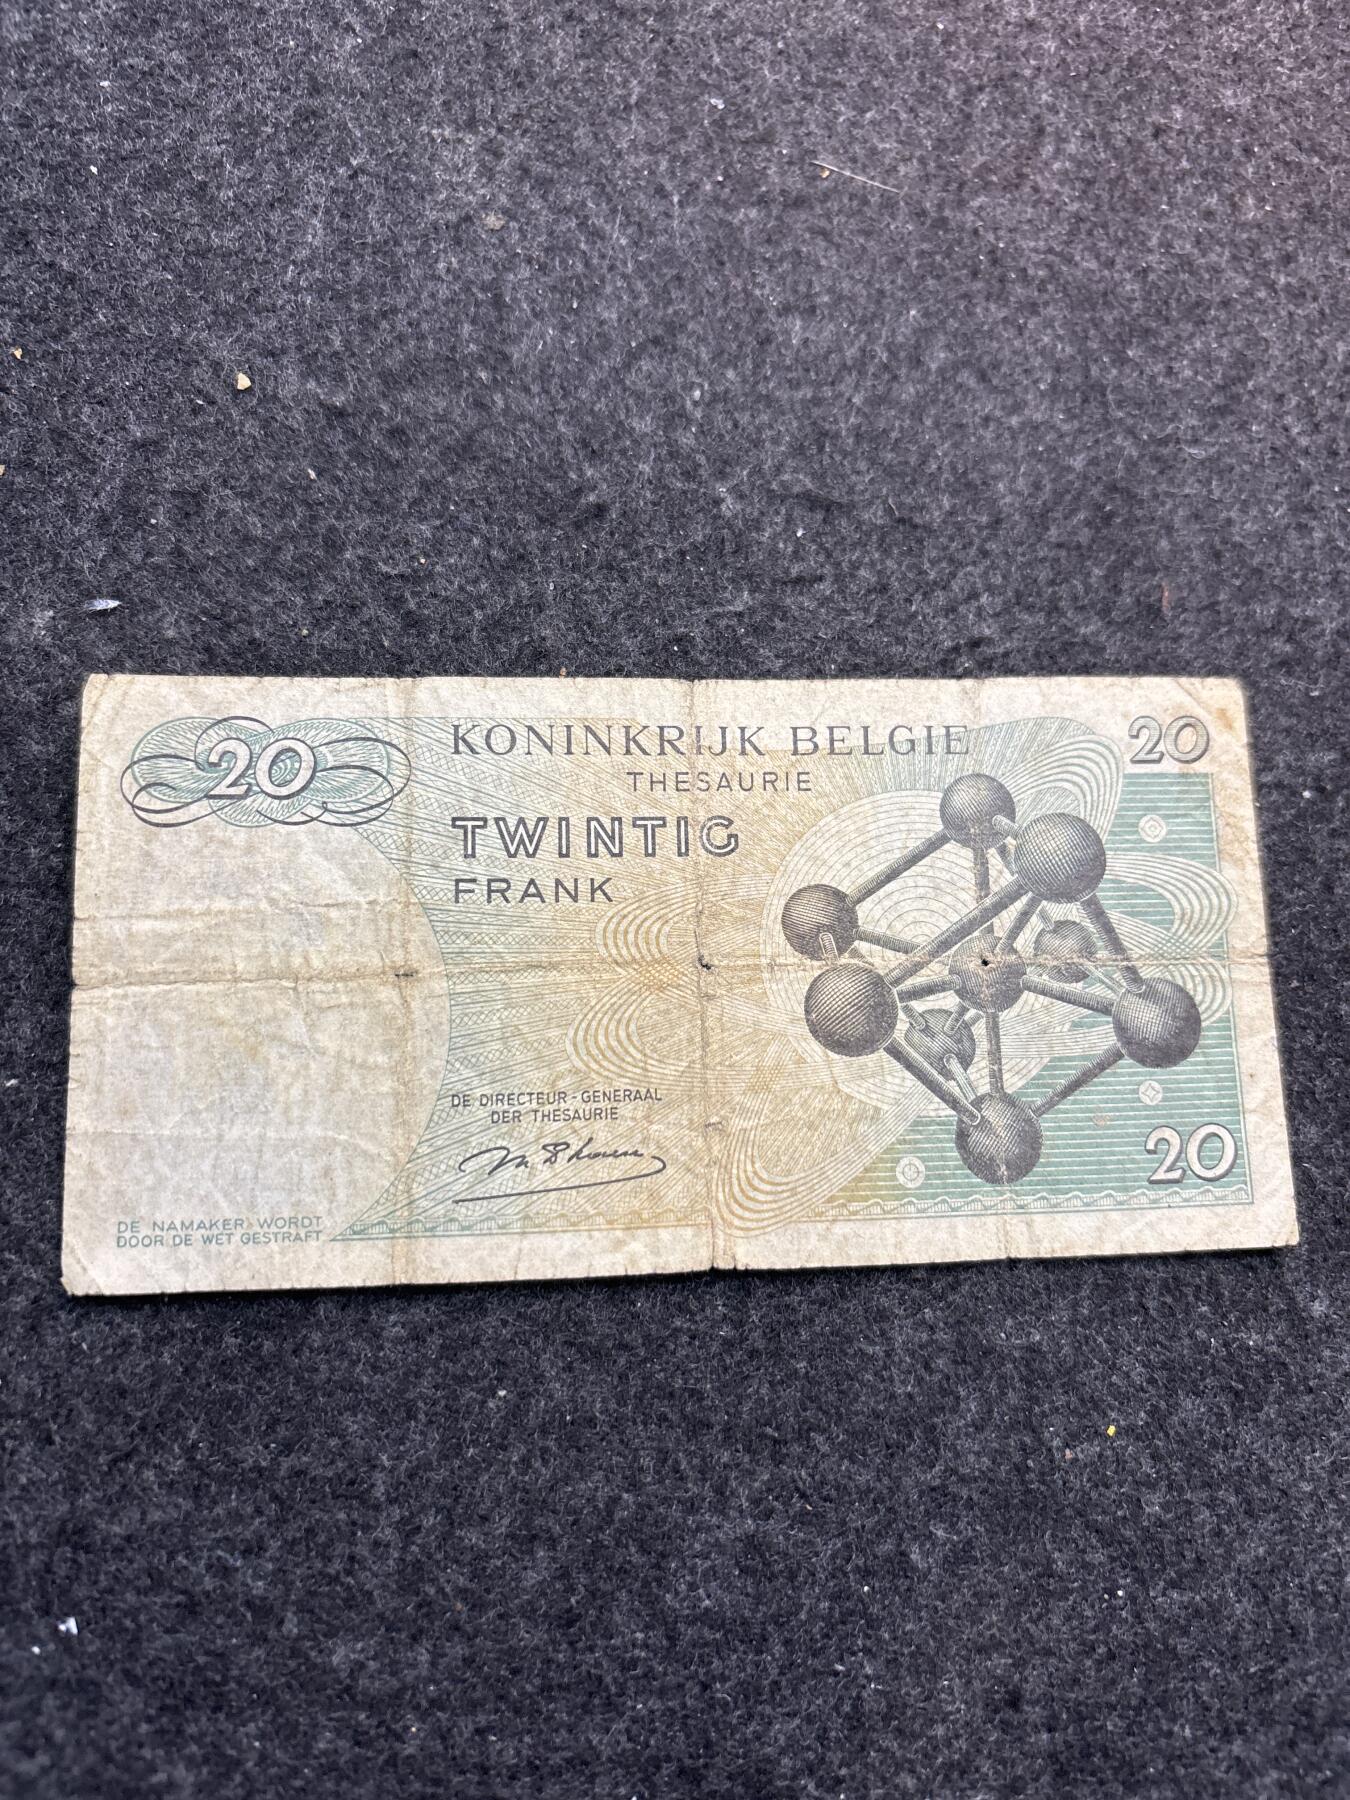 20
KONINKRIJK BELGIE
20
THESAURIE
TWINTIG
FRANK
DE DIRECTEUR-GENERAAL
DER THESAURIE
20
DE NAMAKER WORDT
DOOR DE WET GESTRAFT